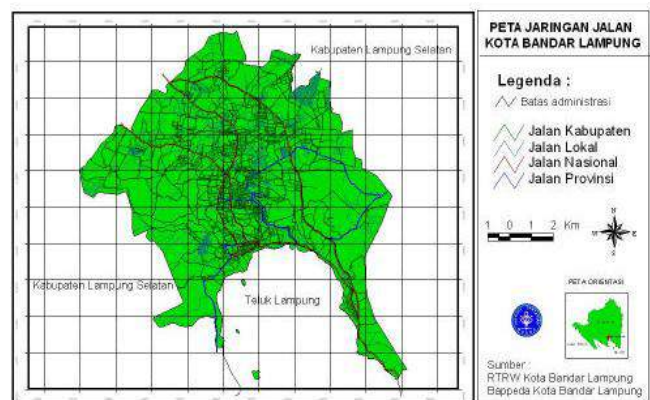 PETA JARINGAN JALAN
KOTA BANDAR LAMPUNG
Legenda :
Batas administrasi
Jalan Kabupaten
Jalan Lokal
Jalan Nasional
Jalan Provinsi
1 0 1 2 Km
N
W E
S
PETA ORIENTASI
Sumber :
RTRW Kota Bandar Lampung
Bappeda Kota Bandar Lampung
Kabupaten Lampung Selatan
Kabupaten Lampung Selatan
Teluk Lampung